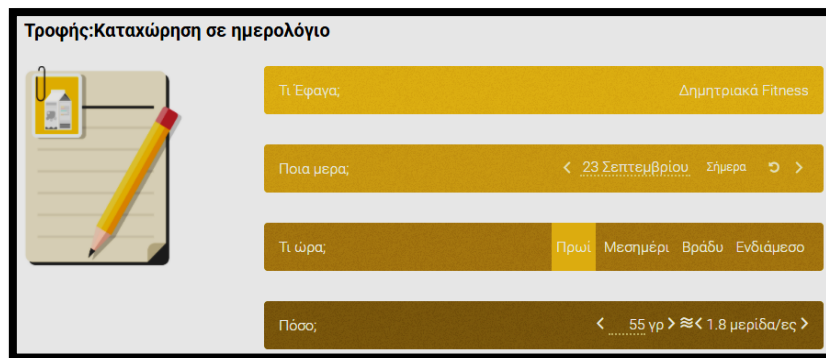 Τροφής:Καταχώρηση σε ημερολόγιο
Τι Έφαγα; Δημητριακά Fitness
Ποια μερα; < 23 Σεπτεμβρίου Σήμερα >
Τι ώρα; Πρωί Μεσημέρι Βράδυ Ενδιάμεσο
Πόσο; < 55 γρ > ≋ < 1.8 μερίδα/ες >